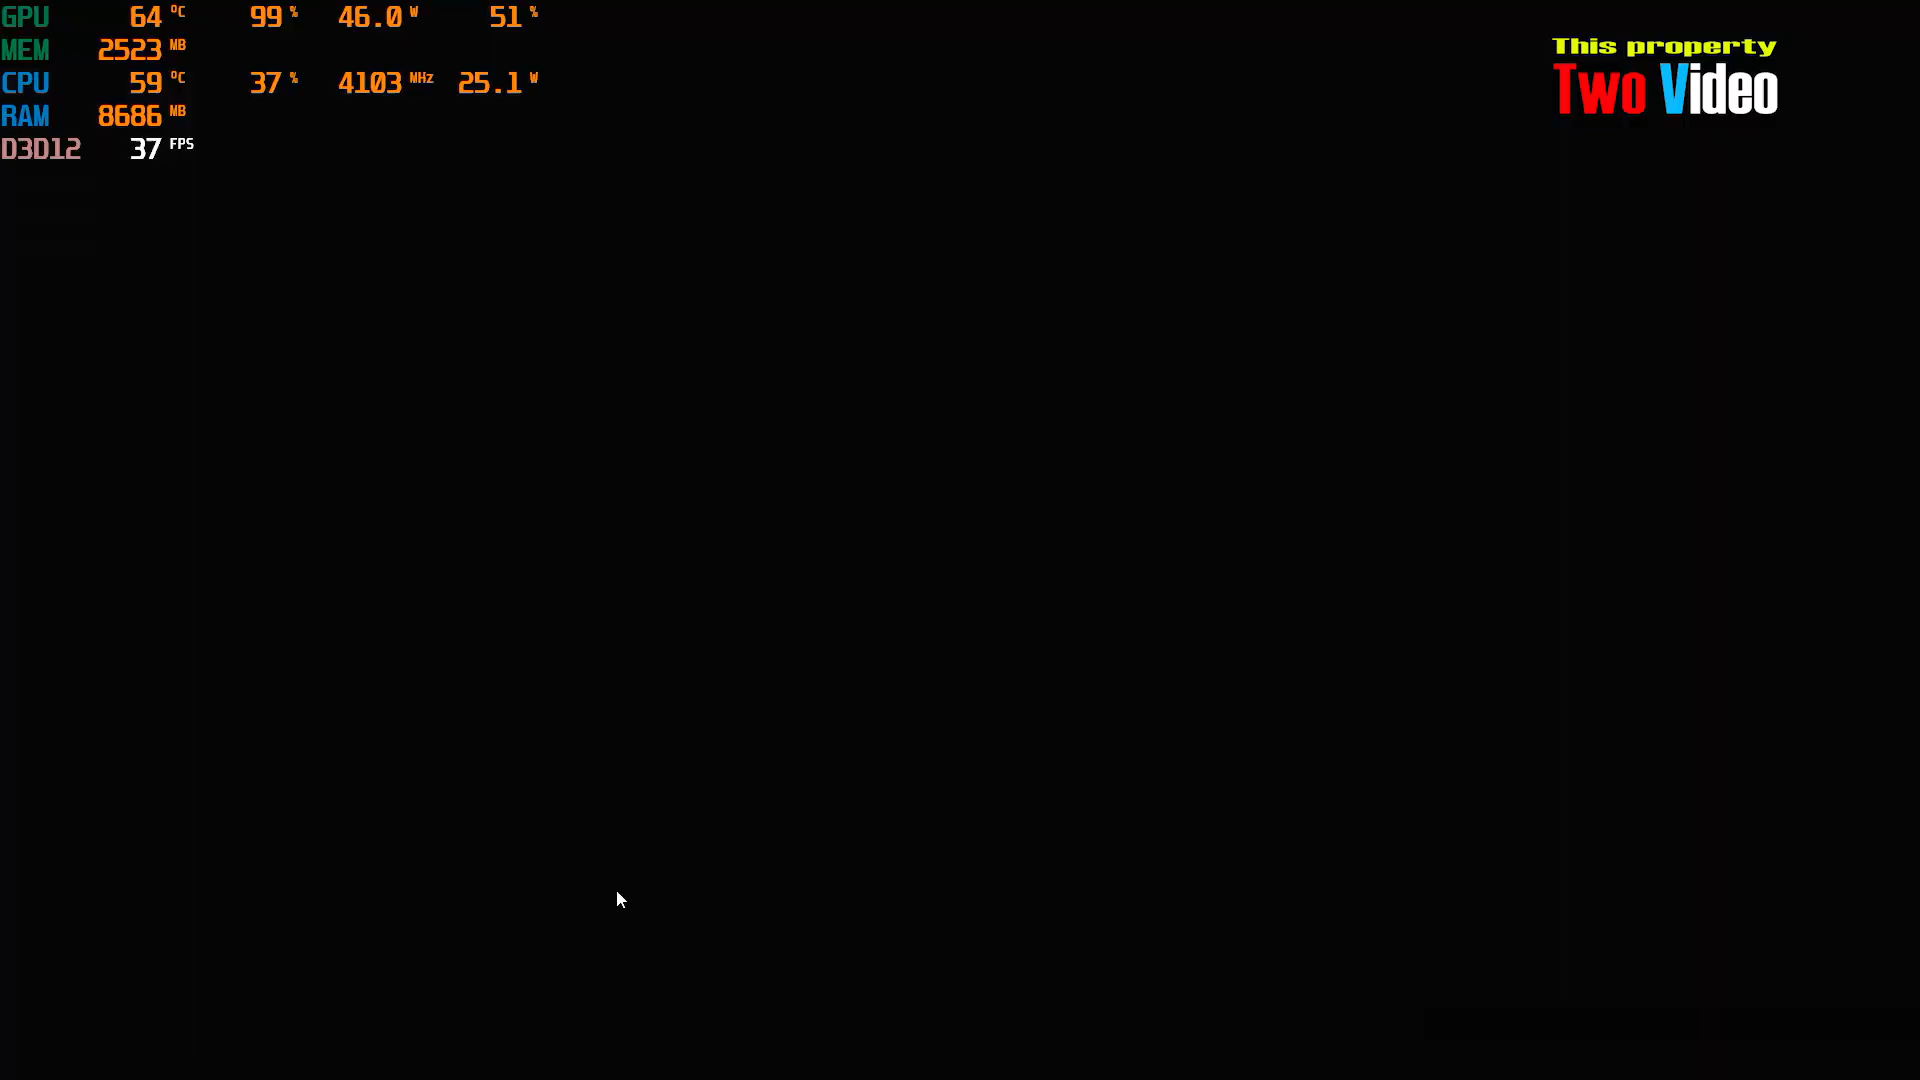 GPU 64 °C 99 % 46.0 W 51 %
MEM 2523 MB
CPU 59 °C 37 % 4103 MHz 25.1 W
RAM 8686 MB
D3D12 37 FPS
This property
Two Video